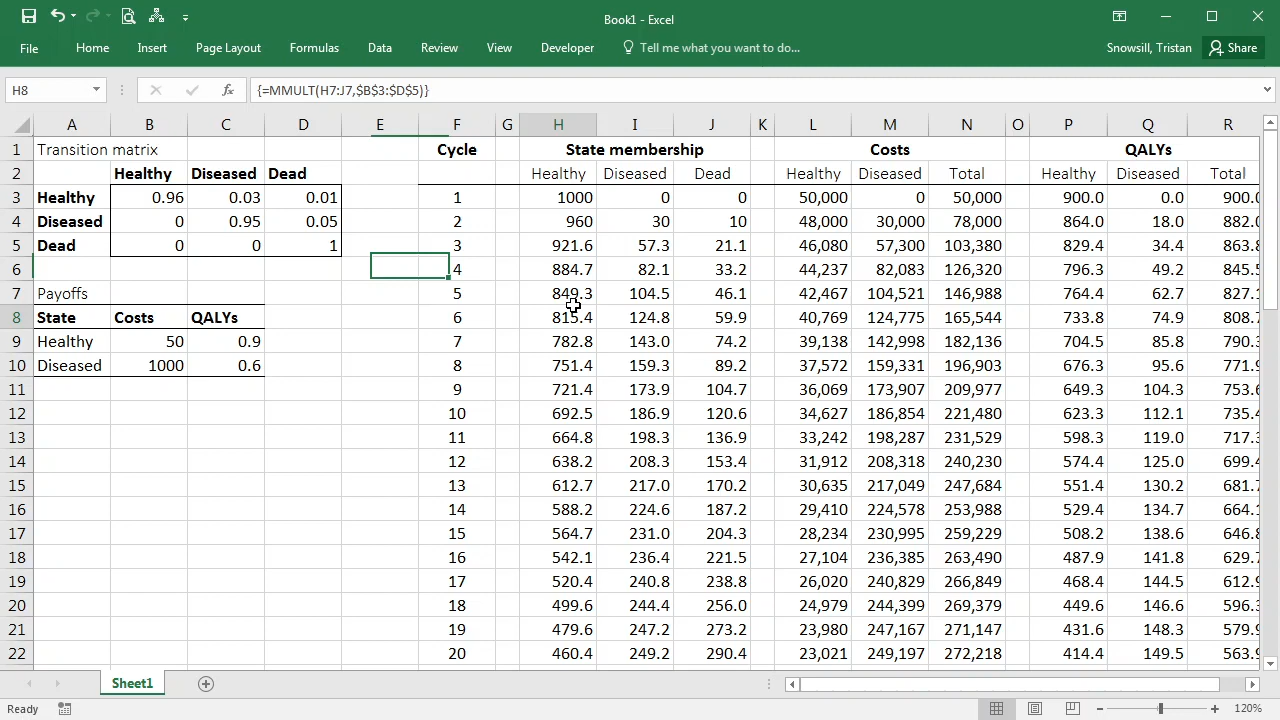 Book1 - Excel
File Home Insert Page Layout Formulas Data Review View Developer Tell me what you want to do... Snowsill, Tristan Share
H8 fx {=MMULT(H7:J7,$B$3:$D$5)}
A B C D E F G H I J K L M N O P Q R
1 Transition matrix Cycle State membership Costs QALYs
2 Healthy Diseased Dead Healthy Diseased Dead Healthy Diseased Total Healthy Diseased Total
3 Healthy 0.96 0.03 0.01 1 1000 0 0 50,000 0 50,000 900.0 0.0 900.
4 Diseased 0 0.95 0.05 2 960 30 10 48,000 30,000 78,000 864.0 18.0 882.
5 Dead 0 0 1 3 921.6 57.3 21.1 46,080 57,300 103,380 829.4 34.4 863.
6 4 884.7 82.1 33.2 44,237 82,083 126,320 796.3 49.2 845.
7 Payoffs 5 849.3 104.5 46.1 42,467 104,521 146,988 764.4 62.7 827.
8 State Costs QALYs 6 815.4 124.8 59.9 40,769 124,775 165,544 733.8 74.9 808.
9 Healthy 50 0.9 7 782.8 143.0 74.2 39,138 142,998 182,136 704.5 85.8 790.
10 Diseased 1000 0.6 8 751.4 159.3 89.2 37,572 159,331 196,903 676.3 95.6 771.
11 9 721.4 173.9 104.7 36,069 173,907 209,977 649.3 104.3 753.
12 10 692.5 186.9 120.6 34,627 186,854 221,480 623.3 112.1 735.
13 11 664.8 198.3 136.9 33,242 198,287 231,529 598.3 119.0 717.
14 12 638.2 208.3 153.4 31,912 208,318 240,230 574.4 125.0 699.
15 13 612.7 217.0 170.2 30,635 217,049 247,684 551.4 130.2 681.
16 14 588.2 224.6 187.2 29,410 224,578 253,988 529.4 134.7 664.
17 15 564.7 231.0 204.3 28,234 230,995 259,229 508.2 138.6 646.
18 16 542.1 236.4 221.5 27,104 236,385 263,490 487.9 141.8 629.
19 17 520.4 240.8 238.8 26,020 240,829 266,849 468.4 144.5 612.
20 18 499.6 244.4 256.0 24,979 244,399 269,379 449.6 146.6 596.
21 19 479.6 247.2 273.2 23,980 247,167 271,147 431.6 148.3 579.
22 20 460.4 249.2 290.4 23,021 249,197 272,218 414.4 149.5 563.
Sheet1
Ready 120%